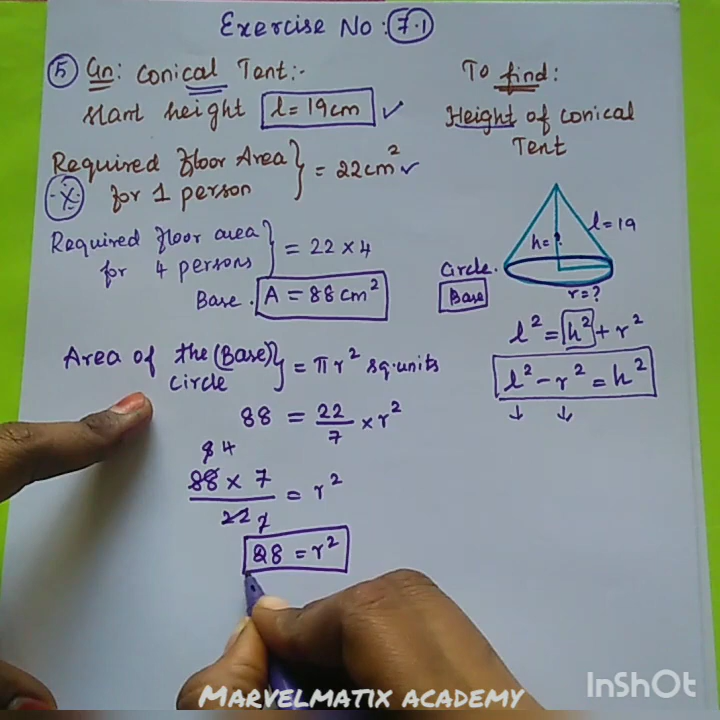 Exercise No : 7.1
5 Gn: Conical Tent:-
slant height l = 19cm ✓
To find:
Height of conical
Tent
Required floor Area
for 1 person } = 22cm² ✓
X
h = ?
l = 19
Circle.
Base
r = ?
Required floor area
for 4 persons } = 22 × 4
Base. A = 88 cm²
l² = h² + r²
l² - r² = h²
↓ ↓
Area of the (Base)
circle } = πr² sq.units
88 = 22/7 × r²
8 4
88 × 7 / 22 2 = r²
28 = r²
MARVELMATIX ACADEMY
InShOt